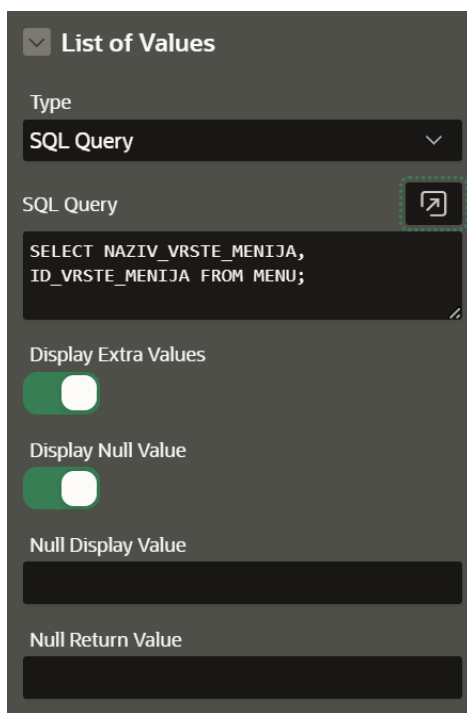 List of Values
Type
SQL Query
SQL Query
SELECT NAZIV_VRSTE_MENIJA,
ID_VRSTE_MENIJA FROM MENU;
Display Extra Values
Display Null Value
Null Display Value
Null Return Value